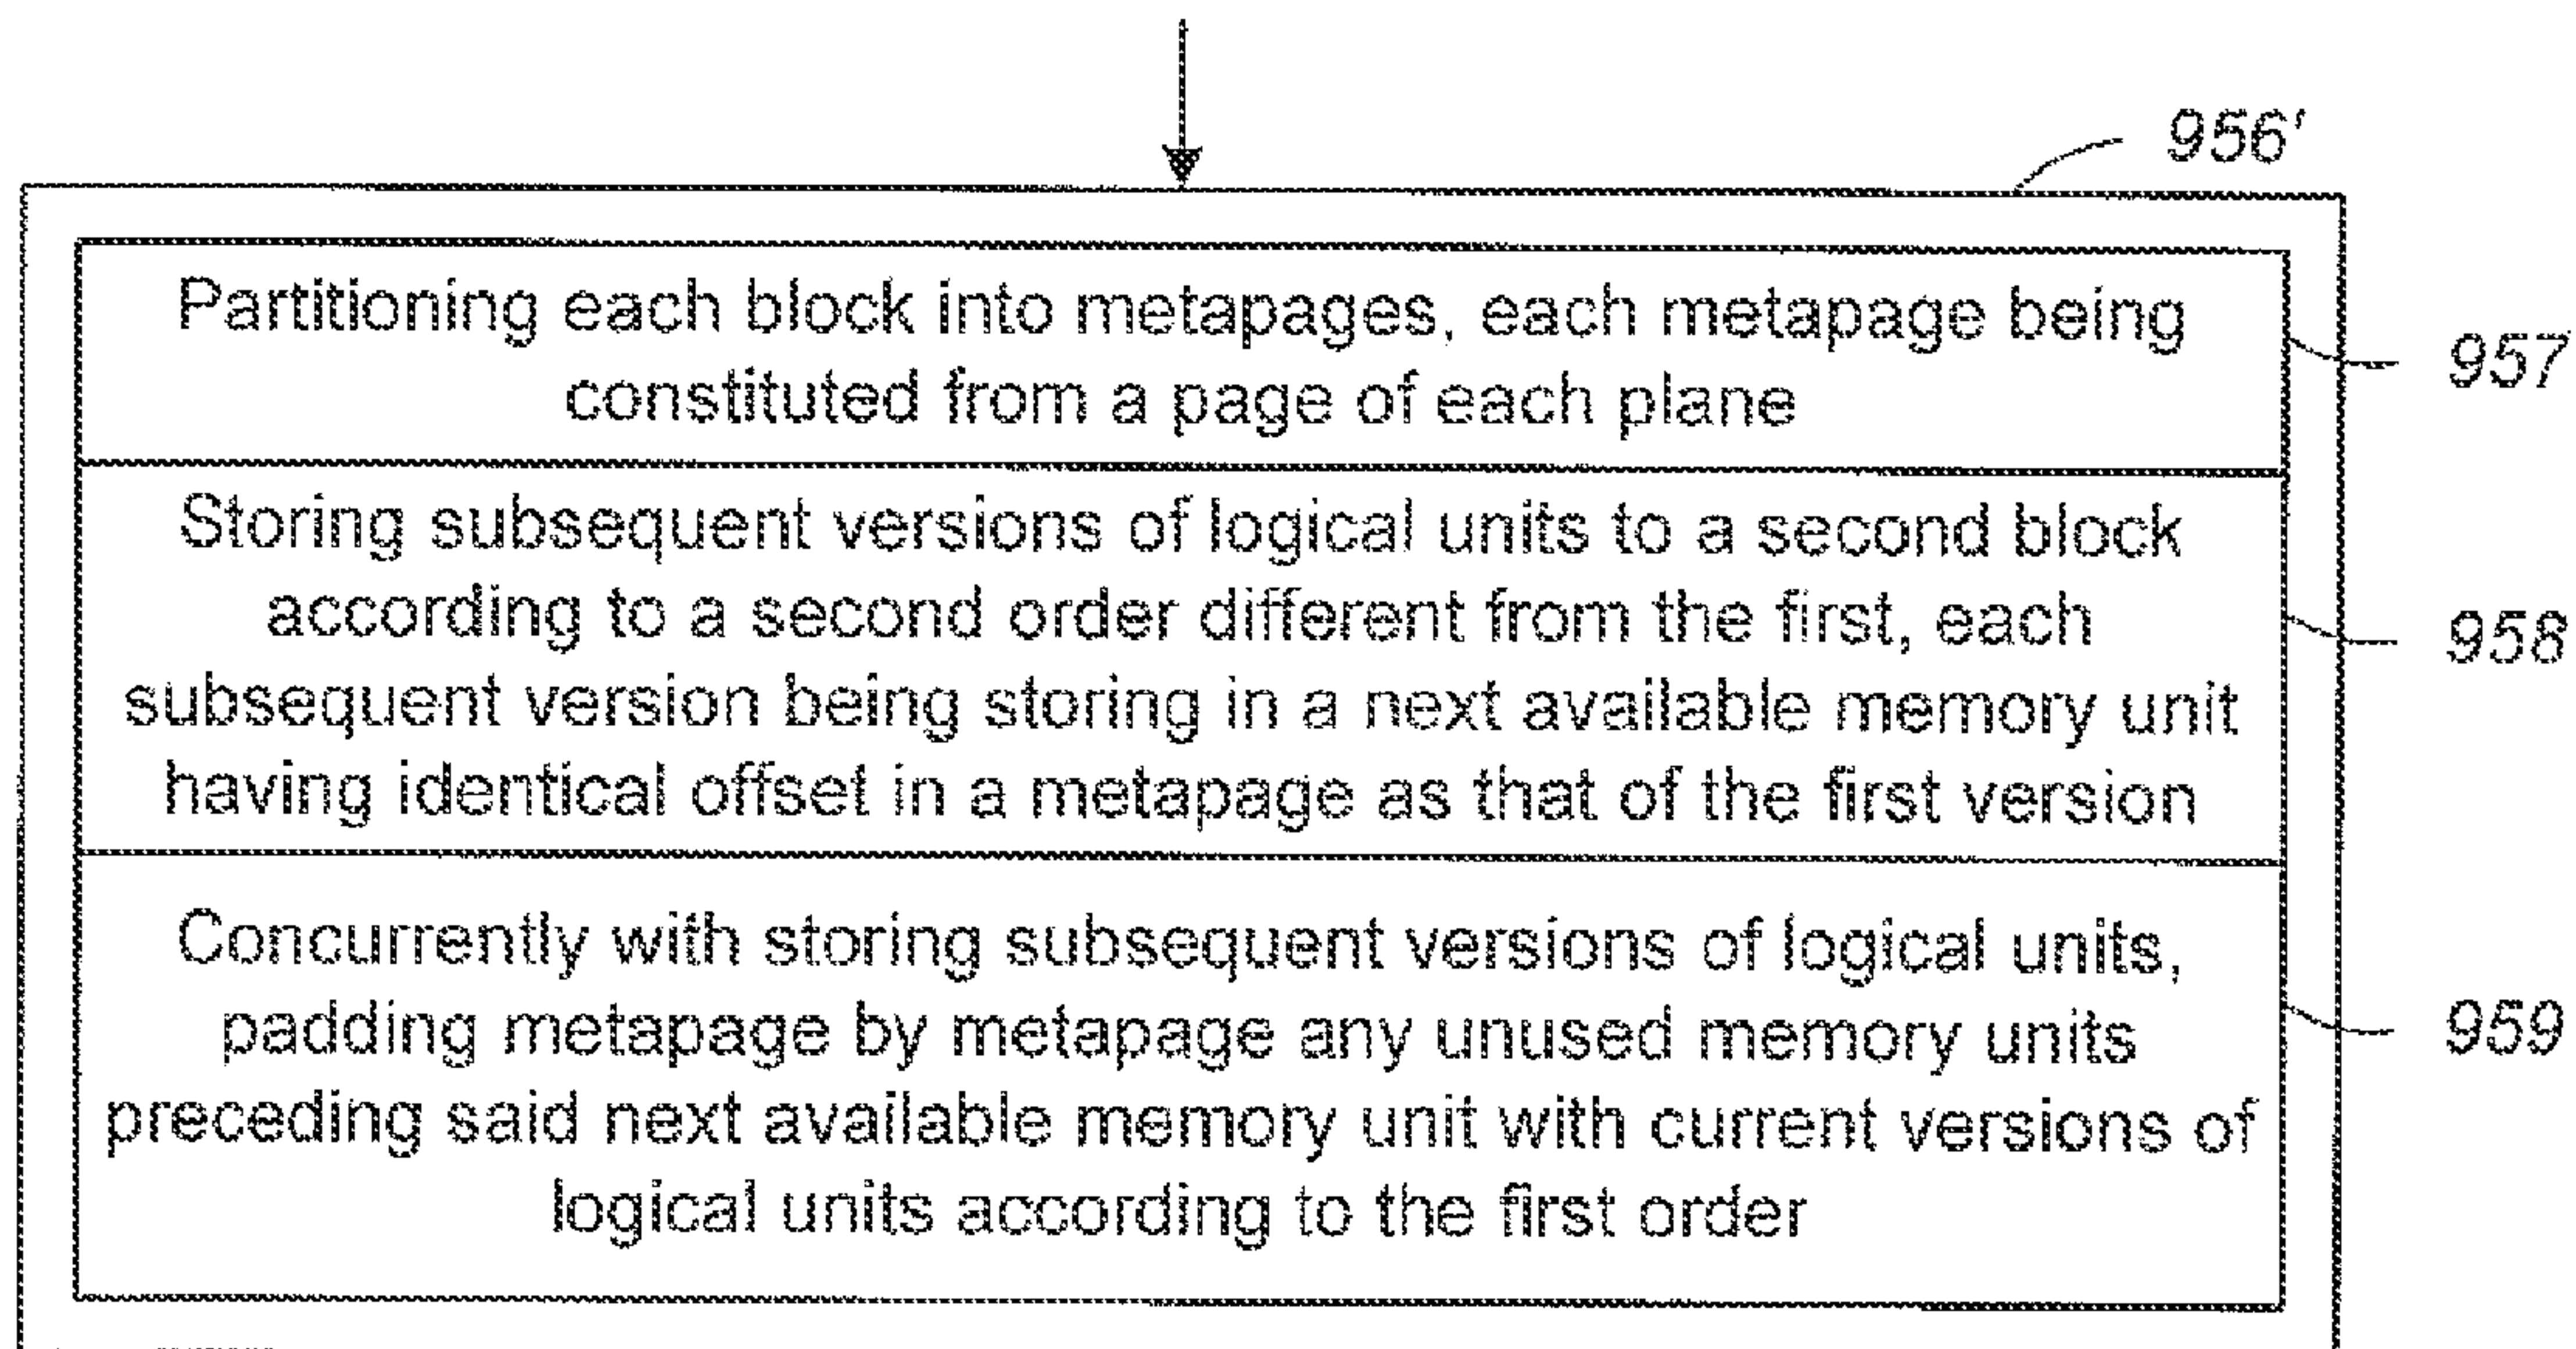 956'
Partitioning each block into metapages, each metapage being
constituted from a page of each plane
957
Storing subsequent versions of logical units to a second block
according to a second order different from the first, each
subsequent version being storing in a next available memory unit
having identical offset in a metapage as that of the first version
958
Concurrently with storing subsequent versions of logical units,
padding metapage by metapage any unused memory units
preceding said next available memory unit with current versions of
logical units according to the first order
959